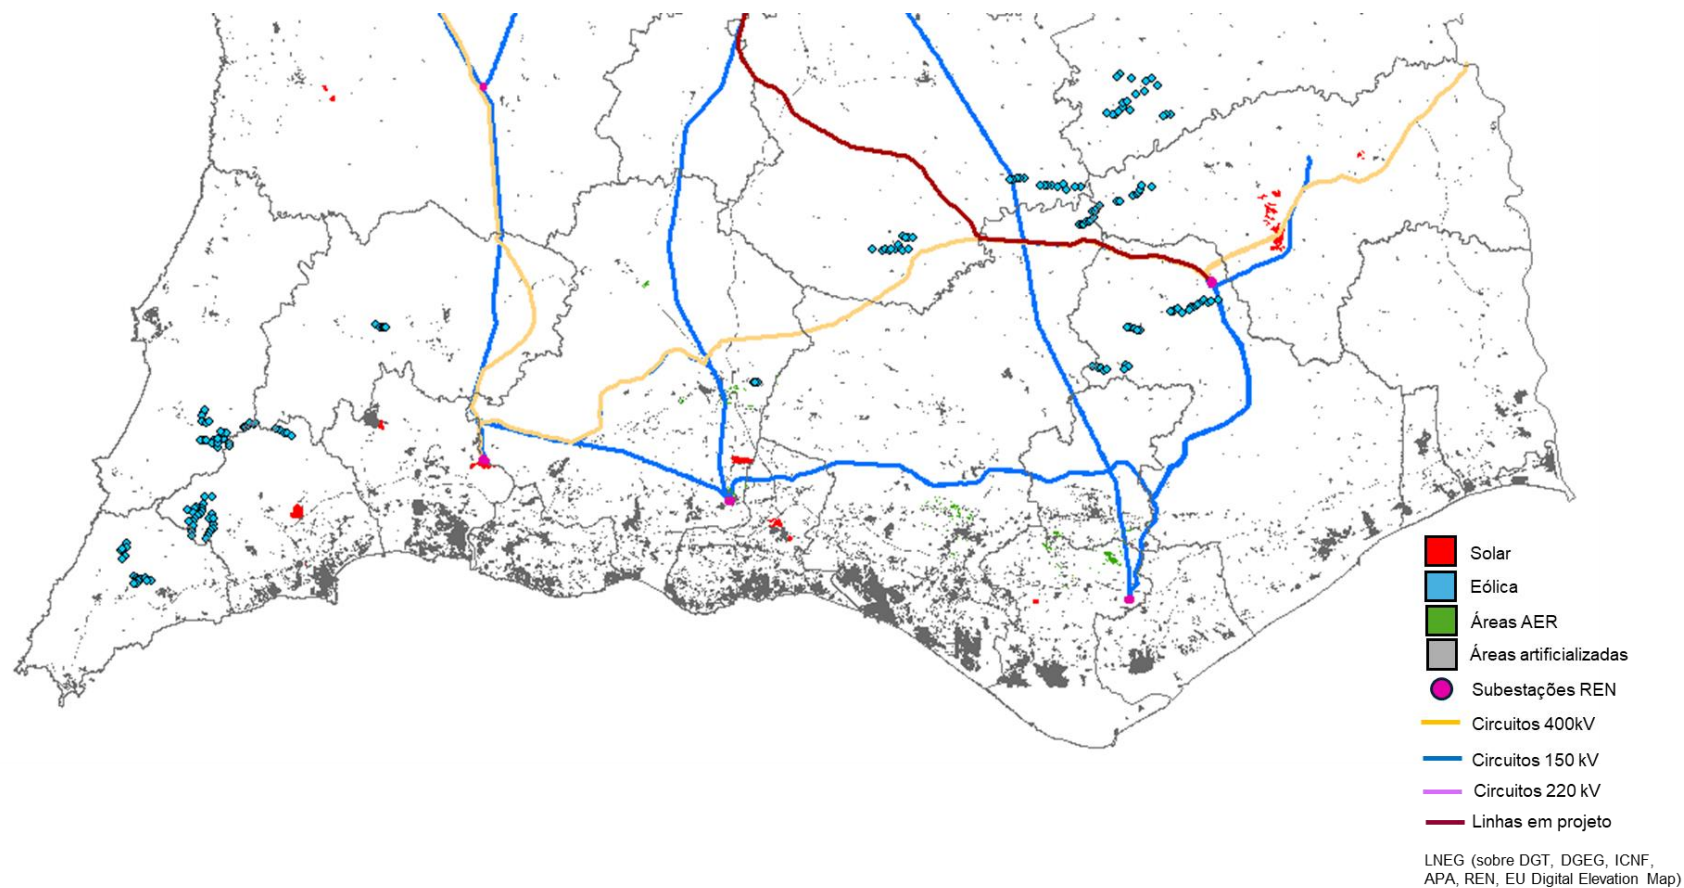 Solar
Eólica
Áreas AER
Áreas artificializadas
Subestações REN
Circuitos 400kV
Circuitos 150 kV
Circuitos 220 kV
Linhas em projeto
LNEG (sobre DGT, DGEG, ICNF,
APA, REN, EU Digital Elevation Map)